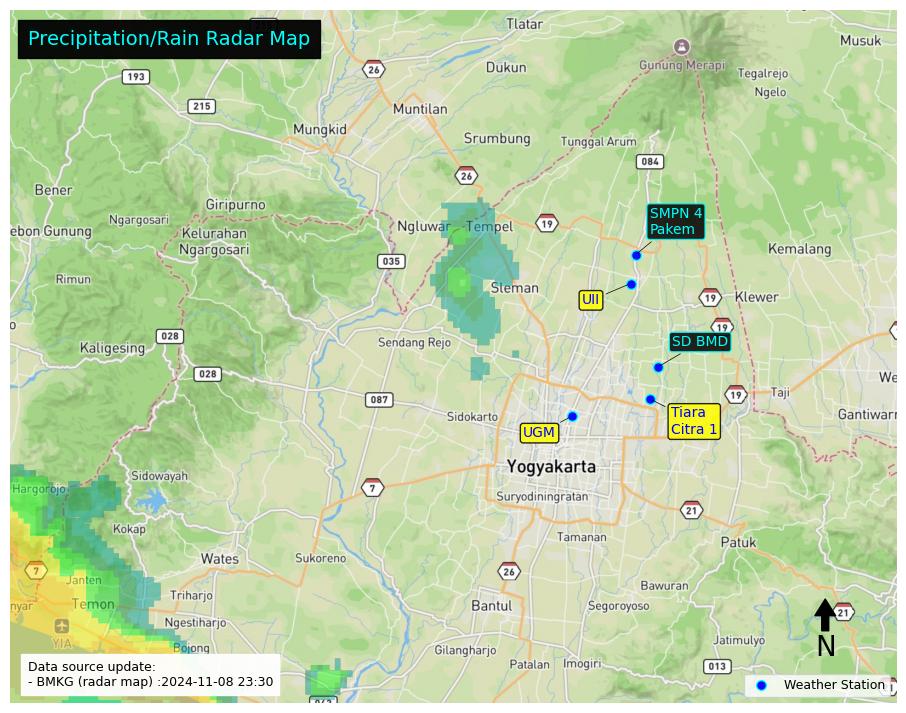 Precipitation/Rain Radar Map
Tlatar
Musuk
26
Gunung Merapi
193
Dukun
Tegalrejo
Ngelo
215
Muntilan
Mungkid
Srumbung
Tunggal Arum
084
26
Bener
Giripurno
SMPN 4
Pakem
Ngargosari
Ngluwar
Tempel
19
ebon Gunung
Kelurahan
Ngargosari
Kemalang
035
Rimun
Steman
UII
19
Klewer
19
028
Kaligesing
Sendang Rejo
SD BMD
028
087
19
Taji
We
Sidokarto
Tiara
Citra 1
Gantiwarn
UGM
Yogyakarta
Sidowayah
Hargorojo
7
Suryodiningratan
21
Kokap
Tamanan
Patuk
Wates
Sukoreno
7
Janten
26
Bawuran
Temon
Triharjo
nyar
Bantul
Segoroyoso
21
Ngestiharjo
YIA
Bojong
Jatimulyo
N
Gilangharjo
Data source update:
- BMKG (radar map) :2024-11-08 23:30
Patalan
Imogiri
013
Weather Station